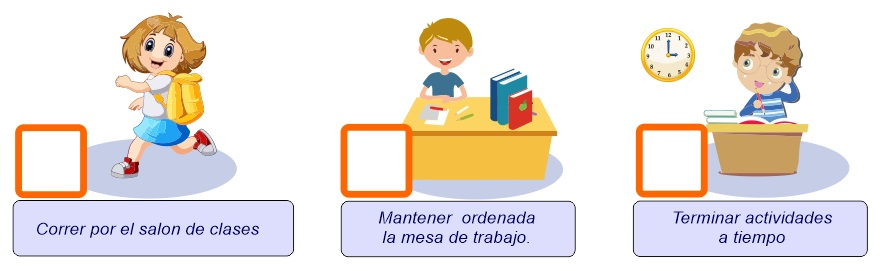 Correr por el salon de clases
Mantener ordenada
la mesa de trabajo.
Terminar actividades
a tiempo